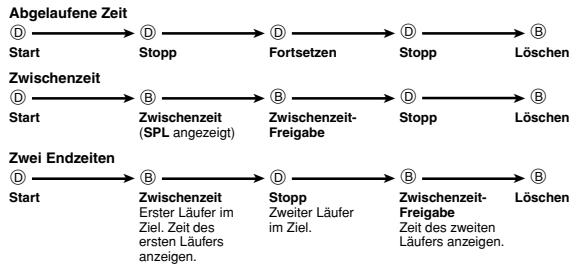 Abgelaufene Zeit
Ⓓ Ⓓ Ⓓ Ⓓ Ⓑ
Start Stopp Fortsetzen Stopp Löschen
Zwischenzeit
Ⓓ Ⓑ Ⓑ Ⓓ Ⓑ
Start Zwischenzeit Zwischenzeit- Stopp Löschen
(SPL angezeigt) Freigabe
Zwei Endzeiten
Ⓓ Ⓑ Ⓓ Ⓑ Ⓑ
Start Zwischenzeit Stopp Zwischenzeit- Löschen
Erster Läufer im Zweiter Läufer Freigabe
Ziel. Zeit des im Ziel. Zeit des zweiten
ersten Läufers Läufers anzeigen.
anzeigen.